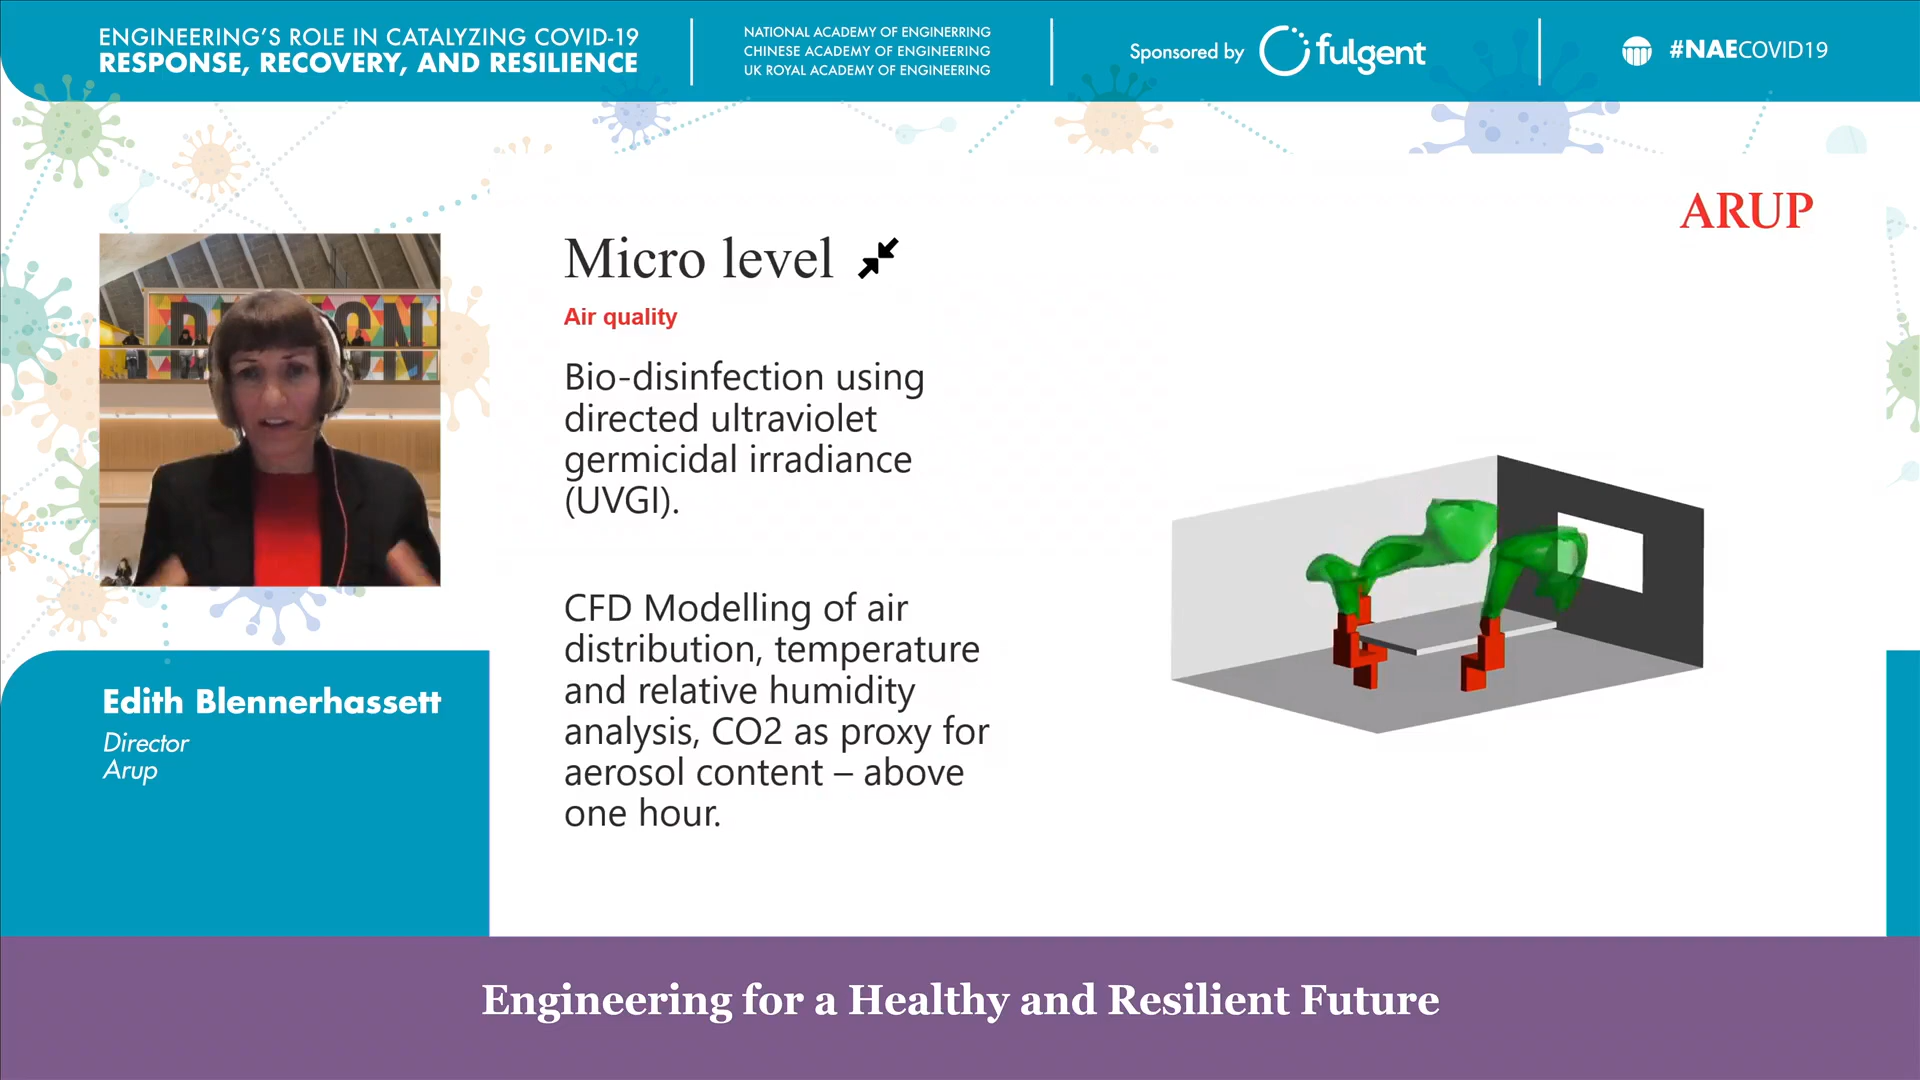 ENGINEERING'S ROLE IN CATALYZING COVID-19
RESPONSE, RECOVERY, AND RESILIENCE
NATIONAL ACADEMY OF ENGINERRING
CHINESE ACADEMY OF ENGINEERING
UK ROYAL ACADEMY OF ENGINEERING
Sponsored by fulgent
#NAECOVID19
ARUP
Micro level
Air quality
Bio-disinfection using
directed ultraviolet
germicidal irradiance
(UVGI).
CFD Modelling of air
distribution, temperature
and relative humidity
analysis, CO2 as proxy for
aerosol content – above
one hour.
Edith Blennerhassett
Director
Arup
Engineering for a Healthy and Resilient Future